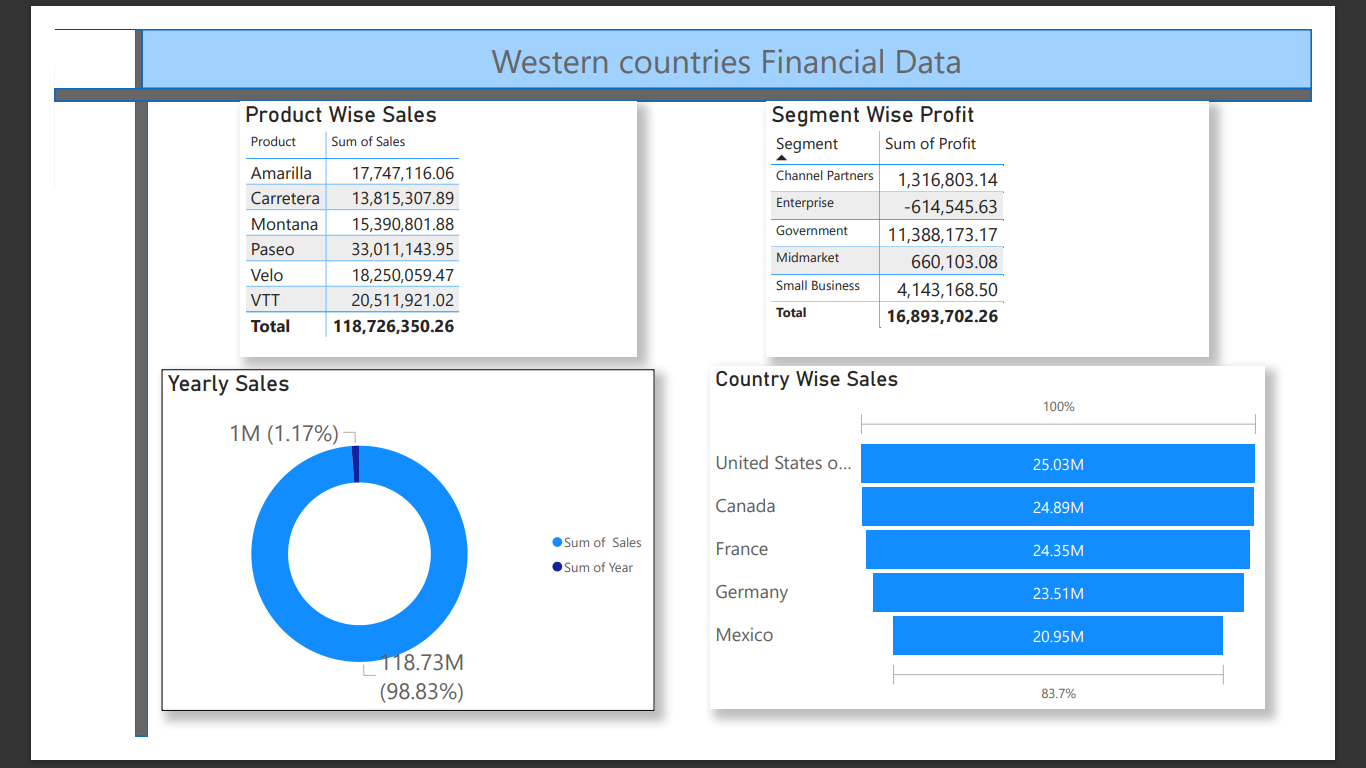 Western countries Financial Data
Product Wise Sales
Product Sum of Sales
Amarilla 17,747,116.06
Carretera 13,815,307.89
Montana 15,390,801.88
Paseo 33,011,143.95
Velo 18,250,059.47
VTT 20,511,921.02
Total 118,726,350.26
Segment Wise Profit
Segment Sum of Profit
Channel Partners 1,316,803.14
Enterprise -614,545.63
Government 11,388,173.17
Midmarket 660,103.08
Small Business 4,143,168.50
Total 16,893,702.26
Yearly Sales
1M (1.17%)
118.73M
(98.83%)
Sum of Sales
Sum of Year
Country Wise Sales
100%
United States o... 25.03M
Canada 24.89M
France 24.35M
Germany 23.51M
Mexico 20.95M
83.7%